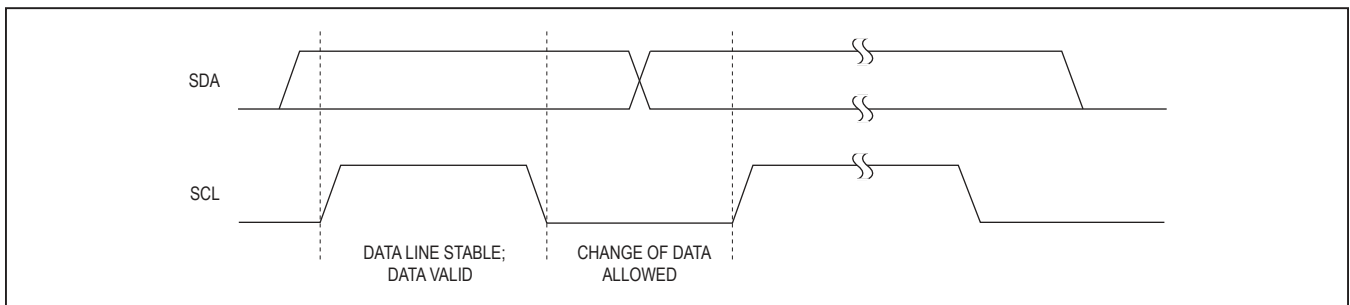 SDA
SCL
DATA LINE STABLE;
DATA VALID
CHANGE OF DATA
ALLOWED